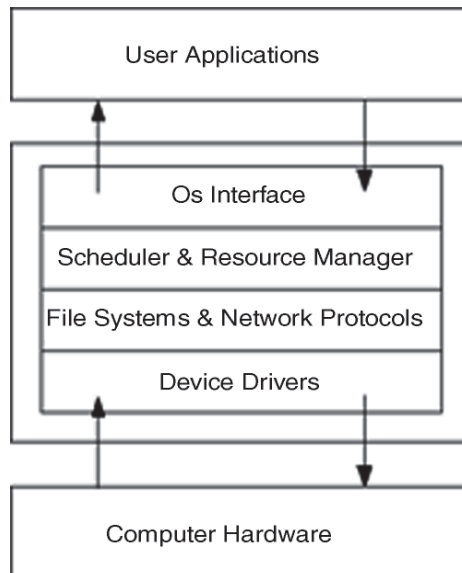 User Applications
Os Interface
Scheduler & Resource Manager
File Systems & Network Protocols
Device Drivers
Computer Hardware